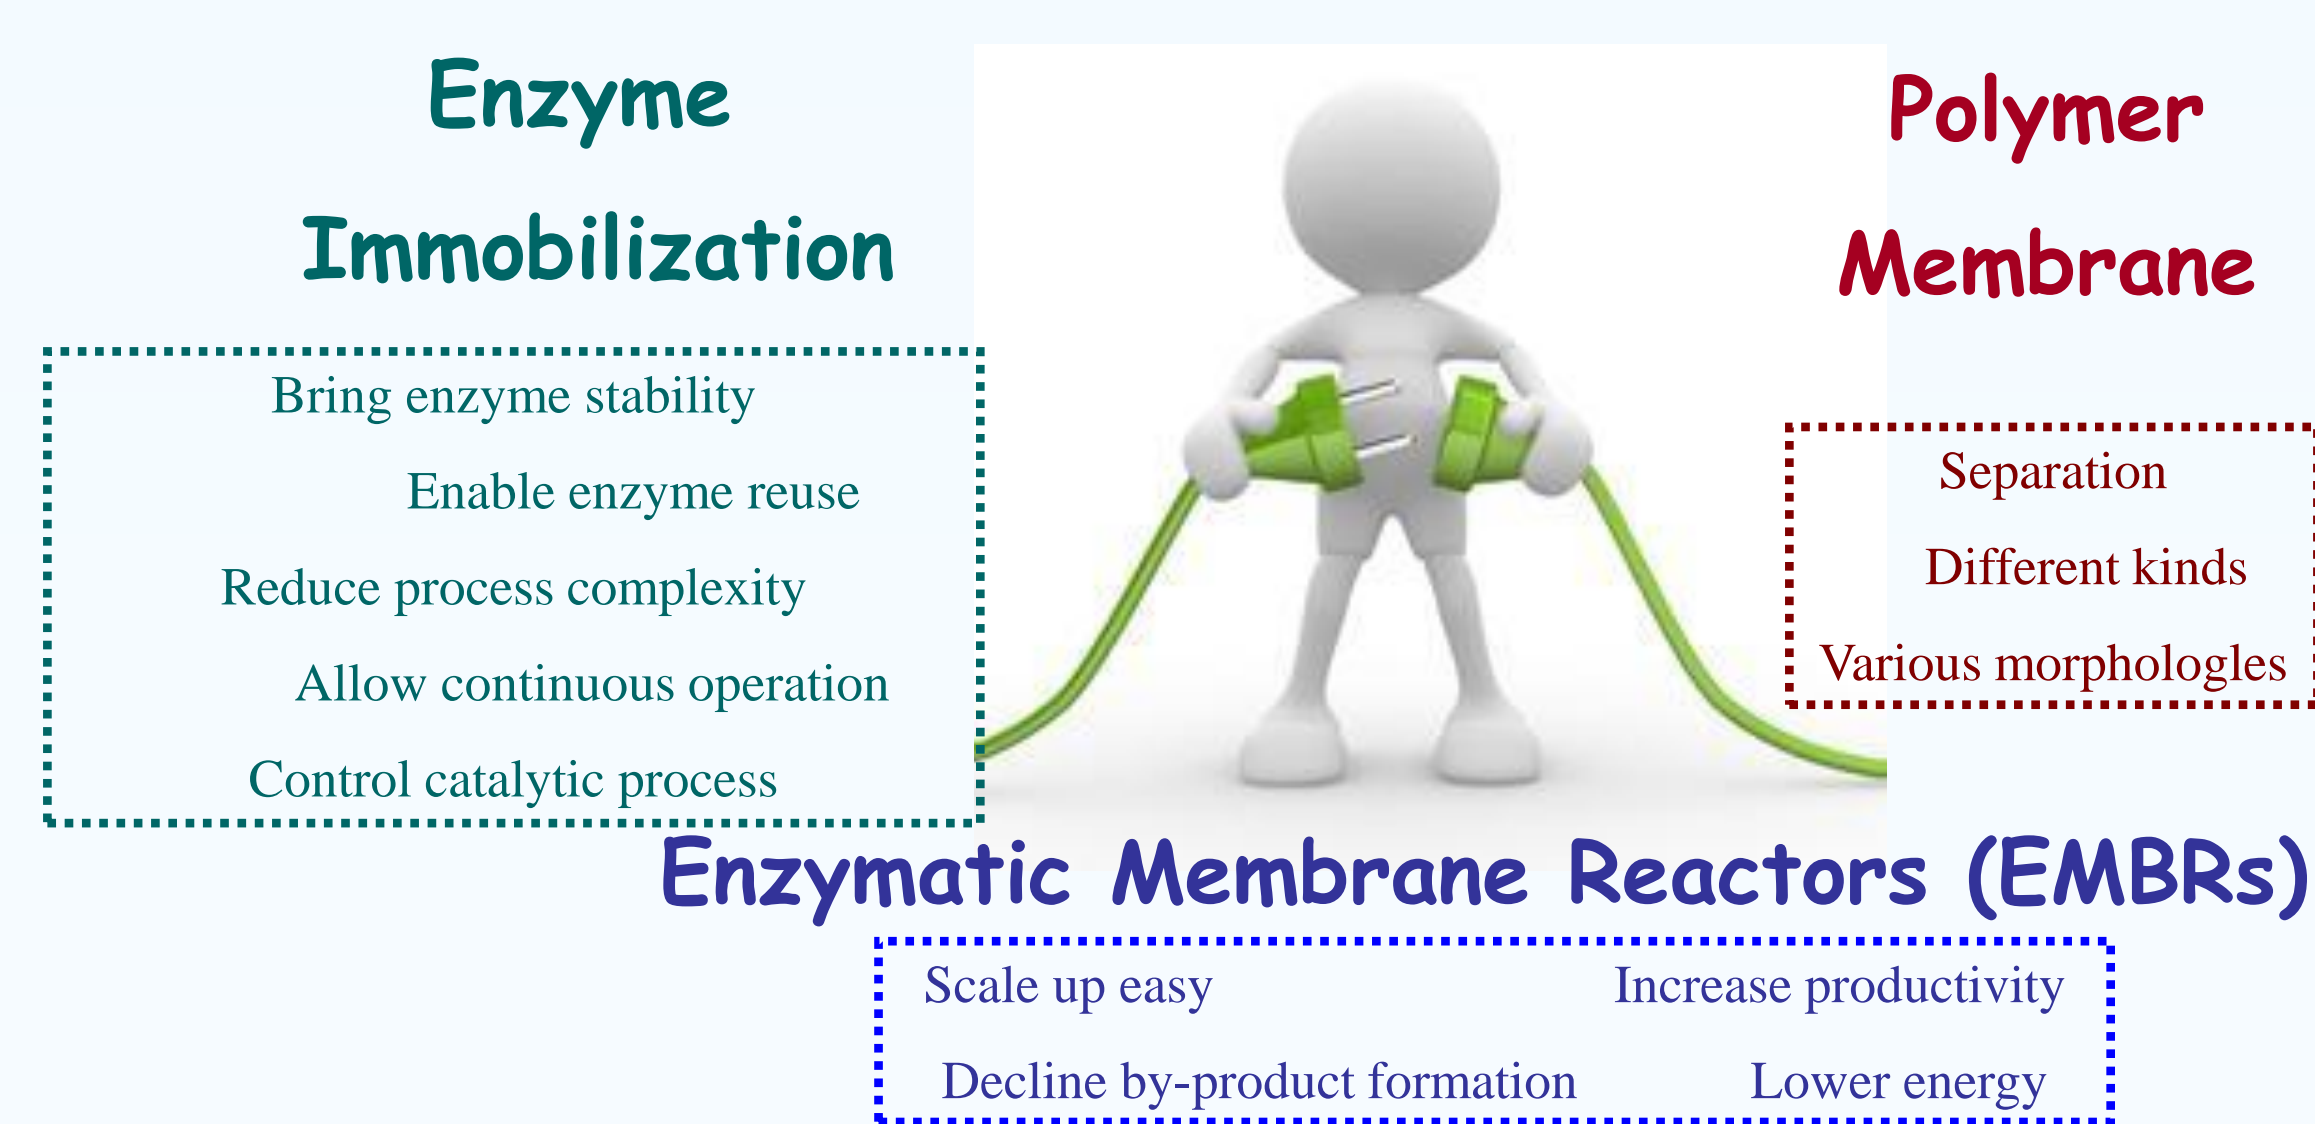 Enzyme
Immobilization
Bring enzyme stability
Enable enzyme reuse
Reduce process complexity
Allow continuous operation
Control catalytic process
Polymer
Membrane
Separation
Different kinds
Various morphologles
Enzymatic Membrane Reactors (EMBRs)
Scale up easy Increase productivity
Decline by-product formation Lower energy